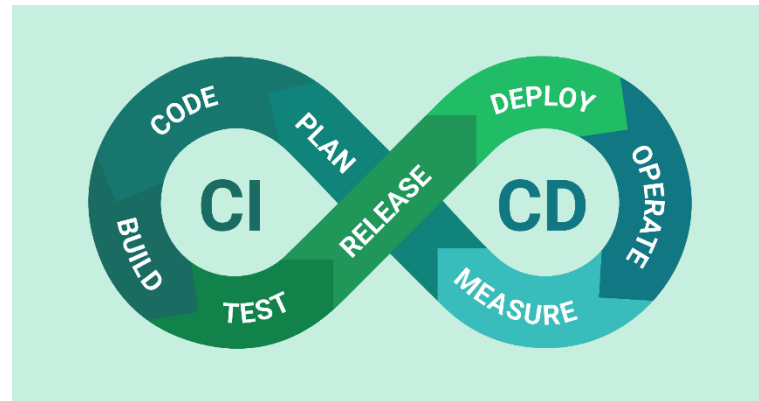 CODE
PLAN
BUILD
TEST
CI
RELEASE
DEPLOY
OPERATE
MEASURE
CD